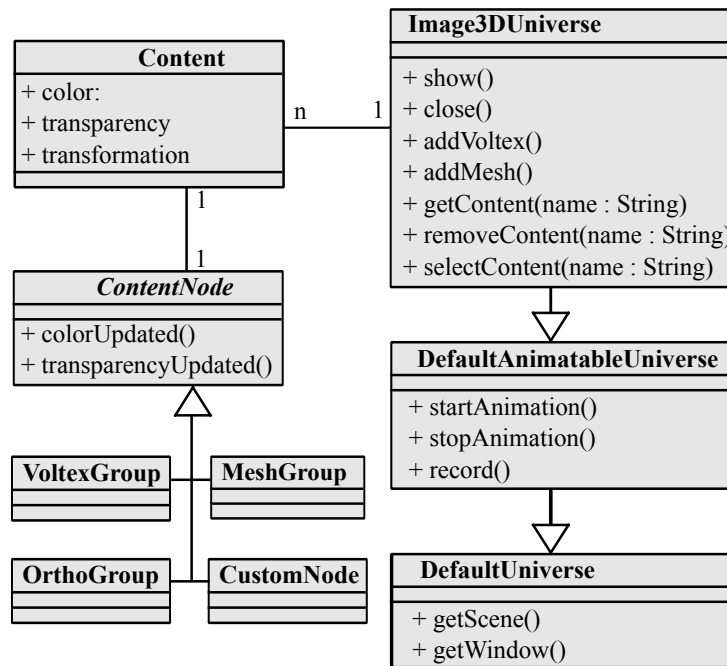 Content
+ color:
+ transparency
+ transformation
n
1
Image3DUniverse
+ show()
+ close()
+ addVoltex()
+ addMesh()
+ getContent(name : String)
+ removeContent(name : String)
+ selectContent(name : String)
1
1
ContentNode
+ colorUpdated()
+ transparencyUpdated()
DefaultAnimatableUniverse
+ startAnimation()
+ stopAnimation()
+ record()
VoltexGroup
MeshGroup
OrthoGroup
CustomNode
DefaultUniverse
+ getScene()
+ getWindow()